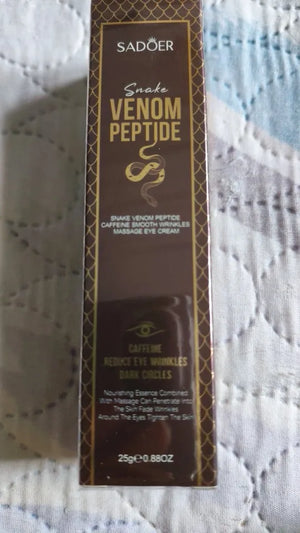 SADOER
Snake
VENOM
PEPTIDE
SNAKE VENOM PEPTIDE
CAFFEINE SMOOTH WRINKLES
MASSAGE EYE CREAM
CAFFEINE
REDUCE EYE WRINKLES
DARK CIRCLES
Nourishing Essence Combined
With Massage Can Penetrate Into
The Skin Fade Wrinkles
Around The Eyes Tighten The Skin
25g℮0.88OZ